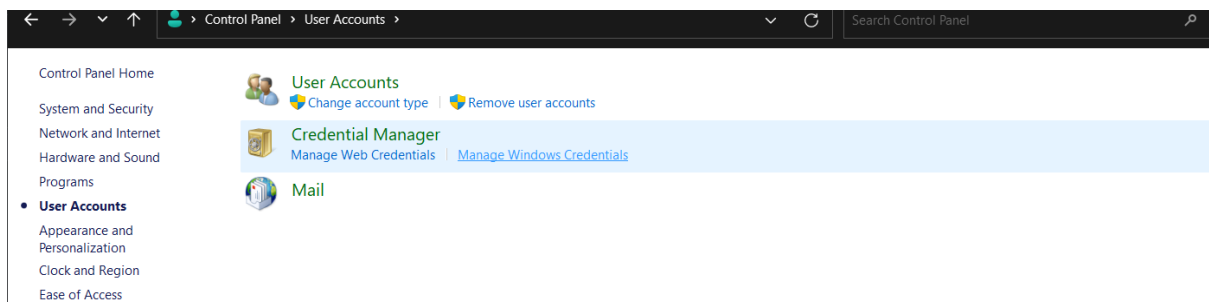 Control Panel > User Accounts >
Search Control Panel
Control Panel Home
System and Security
Network and Internet
Hardware and Sound
Programs
User Accounts
Appearance and
Personalization
Clock and Region
Ease of Access
User Accounts
Change account type | Remove user accounts
Credential Manager
Manage Web Credentials | Manage Windows Credentials
Mail